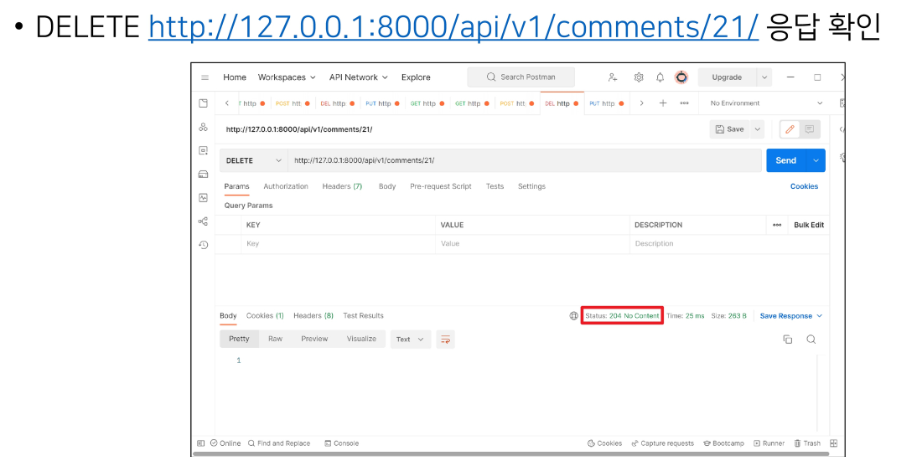 • DELETE http://127.0.0.1:8000/api/v1/comments/21/ 응답 확인
Home Workspaces API Network Explore Search Postman Upgrade
T http POST htt DEL http PUT http GET http GET http POST htt DEL http PUT http No Environment
http://127.0.0.1:8000/api/v1/comments/21/ Save
DELETE http://127.0.0.1:8000/api/v1/comments/21/ Send
Params Authorization Headers (7) Body Pre-request Script Tests Settings Cookies
Query Params
KEY VALUE DESCRIPTION Bulk Edit
Key Value Description
Body Cookies (1) Headers (8) Test Results Status: 204 No Content Time: 25 ms Size: 263 B Save Response
Pretty Raw Preview Visualize Text
1
Online Find and Replace Console Cookies Capture requests Bootcamp Runner Trash